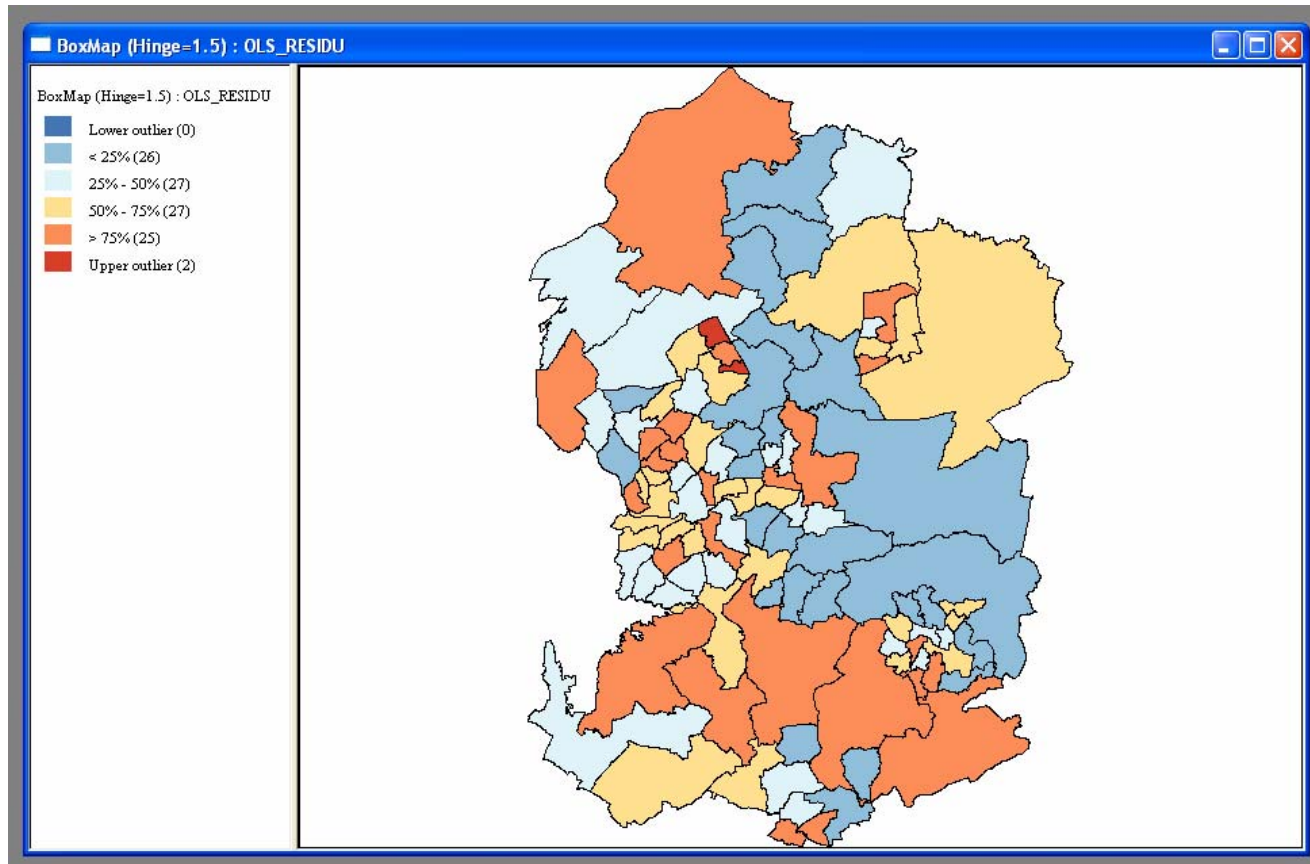 BoxMap (Hinge=1.5) : OLS_RESIDU
BoxMap (Hinge=1.5) : OLS_RESIDU
Lower outlier (0)
< 25% (26)
25% - 50% (27)
50% - 75% (27)
> 75% (25)
Upper outlier (2)